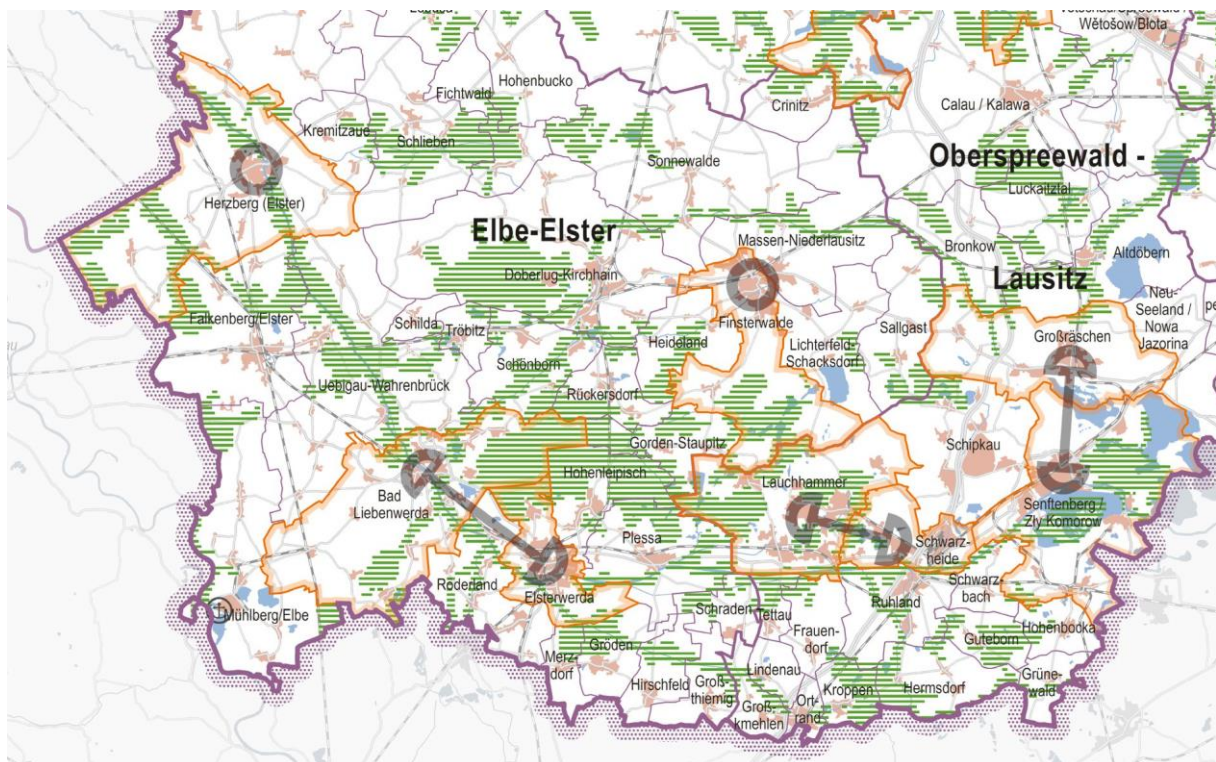 Wětošow/Blota
Hohenbucko
Fichtwald
Crinitz
Calau / Kalawa
Kremitzaue
Schlieben
Sonnewalde
Oberspreewald -
Luckaitztal
Herzberg (Elster)
Elbe-Elster
Massen-Niederlausitz
Bronkow
Altdöbern
Doberlug-Kirchhain
Lausitz
Neu-
Seeland /
Nowa
Jazorina
Falkenberg/Elster
Schilda
Tröbitz
Finsterwalde
Sallgast
Großräschen
Heideland
Lichterfeld-
Schacksdorf
Schönborn
Uebigau-Wahrenbrück
Rückersdorf
Gorden-Staupitz
Schipkau
Hohenleipisch
Lauchhammer
Bad
Liebenwerda
Senftenberg /
Zły Komorow
Plessa
Schwarz-
heide
Röderland
Elsterwerda
Schwarz-
bach
Mühlberg/Elbe
Schraden
Tettau
Ruhland
Frauen-
dorf
Guteborn
Hohenbocka
Gröden
Merz-
dorf
Lindenau
Hirschfeld
Groß-
thiemig
Kroppen
Hermsdorf
Grüne-
wald
Groß-
kmehlen
Ort-
rand